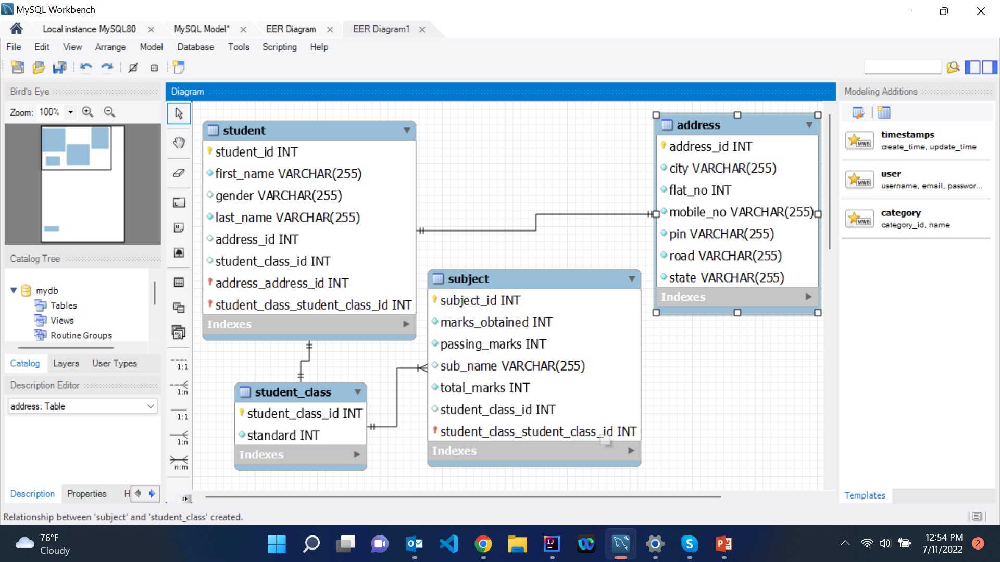 MySQL Workbench
Local instance MySQL80
MySQL Model*
EER Diagram
EER Diagram1
File Edit View Arrange Model Database Tools Scripting Help
Bird's Eye
Zoom: 100%
Catalog Tree
mydb
Tables
Views
Routine Groups
Catalog Layers User Types
Description Editor
address: Table
Description Properties H
Diagram
1:1
1:n
1:1
1:n
n:m
student
student_id INT
first_name VARCHAR(255)
gender VARCHAR(255)
last_name VARCHAR(255)
address_id INT
student_class_id INT
address_address_id INT
student_class_student_class_id INT
Indexes
student_class
student_class_id INT
standard INT
Indexes
subject
subject_id INT
marks_obtained INT
passing_marks INT
sub_name VARCHAR(255)
total_marks INT
student_class_id INT
student_class_student_class_id INT
Indexes
address
address_id INT
city VARCHAR(255)
flat_no INT
mobile_no VARCHAR(255)
pin VARCHAR(255)
road VARCHAR(255)
state VARCHAR(255)
Indexes
Modeling Additions
MWB
timestamps
create_time, update_time
MWB
user
username, email, passwor...
MWB
category
category_id, name
Templates
Relationship between 'subject' and 'student_class' created.
76°F
Cloudy
12:54 PM
7/11/2022
2